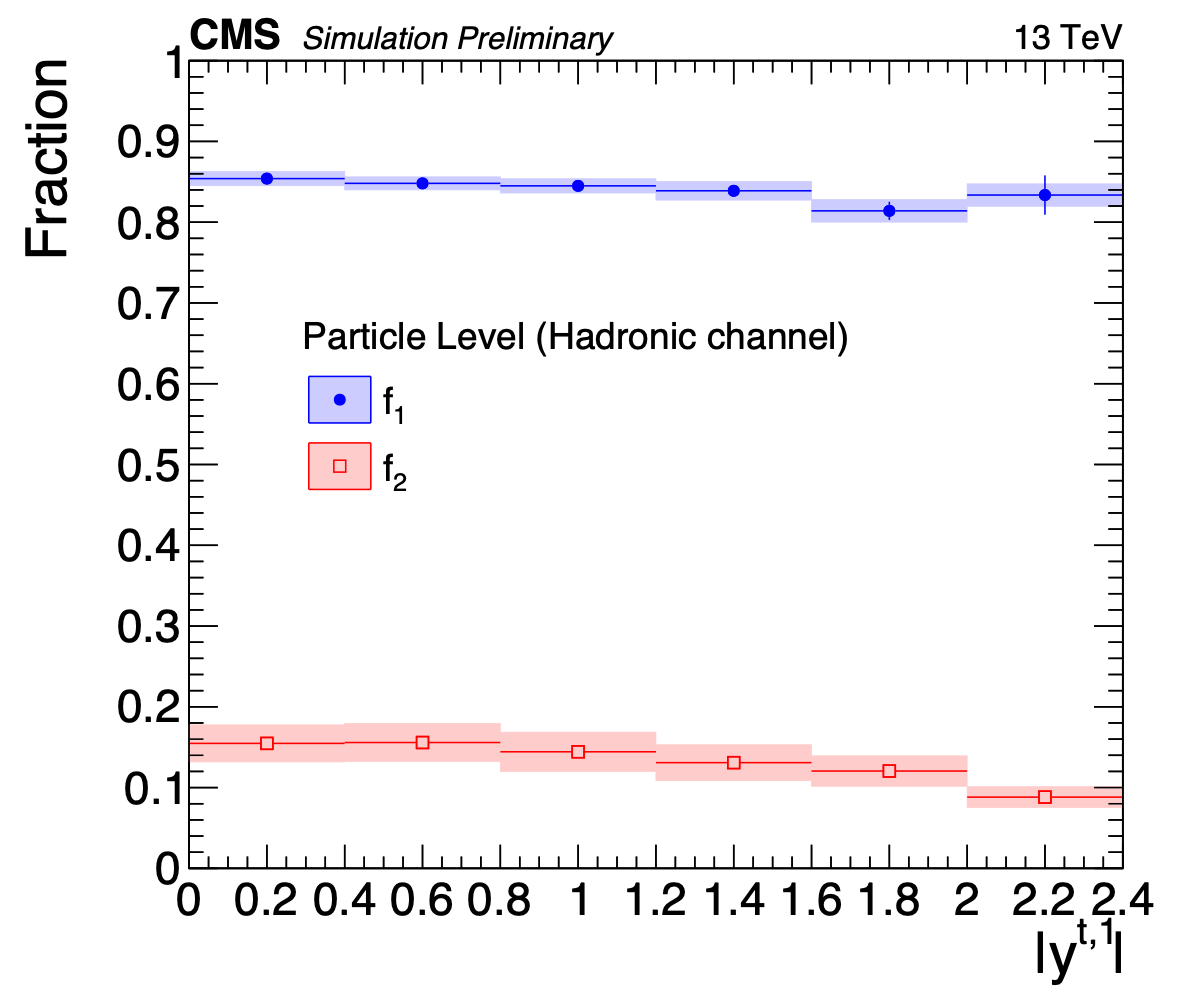 CMS Simulation Preliminary 13 TeV
Fraction
1
0.9
0.8
0.7
Particle Level (Hadronic channel)
0.6
f1
0.5
f2
0.4
0.3
0.2
0.1
0
0 0.2 0.4 0.6 0.8 1 1.2 1.4 1.6 1.8 2 2.2 2.4
|y^{t,1}|